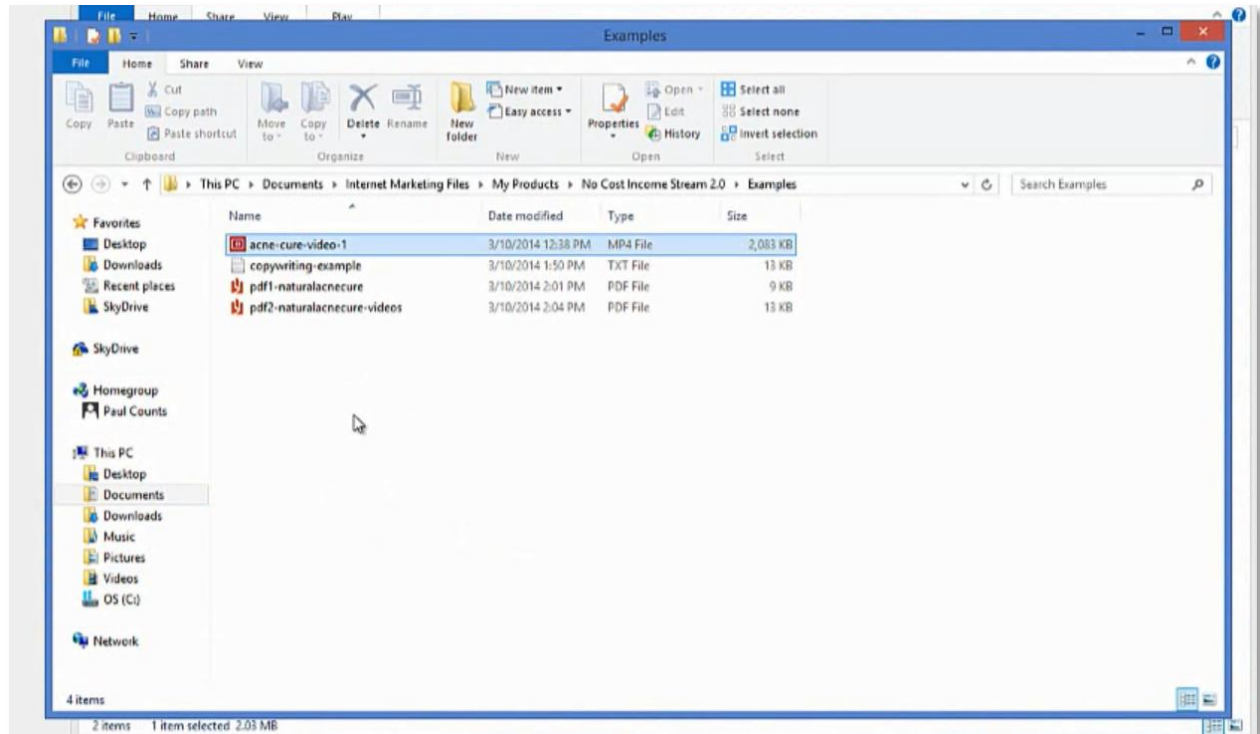 File Home Share View Play
Examples
File Home Share View
Cut
Copy path
Paste shortcut
Copy Paste
Move to
Copy to
Delete Rename
New folder
New item
Easy access
Properties
Open
Edit
History
Select all
Select none
Invert selection
Clipboard Organize New Open Select
This PC Documents Internet Marketing Files My Products No Cost Income Stream 2.0 Examples Search Examples
Name Date modified Type Size
acne-cure-video-1 3/10/2014 12:38 PM MP4 File 2,083 KB
copywriting-example 3/10/2014 1:50 PM TXT File 13 KB
pdf1-naturalacnecure 3/10/2014 2:01 PM PDF File 9 KB
pdf2-naturalacnecure-videos 3/10/2014 2:04 PM PDF File 13 KB
Favorites
Desktop
Downloads
Recent places
SkyDrive
SkyDrive
Homegroup
Paul Counts
This PC
Desktop
Documents
Downloads
Music
Pictures
Videos
OS (C:)
Network
4 items
2 items 1 item selected 2.03 MB